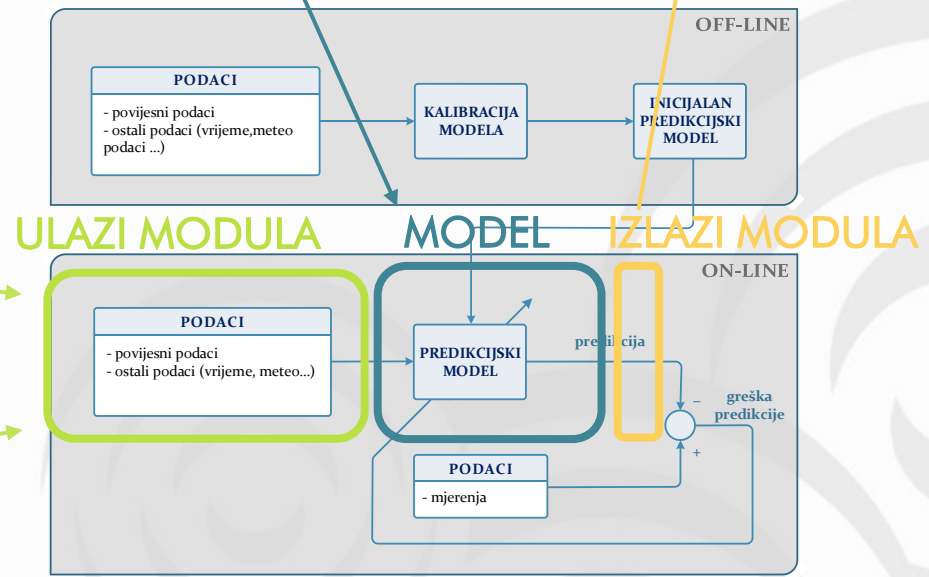 OFF-LINE
PODACI
- povijesni podaci
- ostali podaci (vrijeme,meteo
podaci ...)
KALIBRACIJA
MODELA
INICIJALAN
PREDIKCIJSKI
MODEL
ULAZI MODULA
MODEL
IZLAZI MODULA
ON-LINE
PODACI
- povijesni podaci
- ostali podaci (vrijeme, meteo...)
PREDIKCIJSKI
MODEL
predikcija
−
greška
predikcije
+
PODACI
- mjerenja